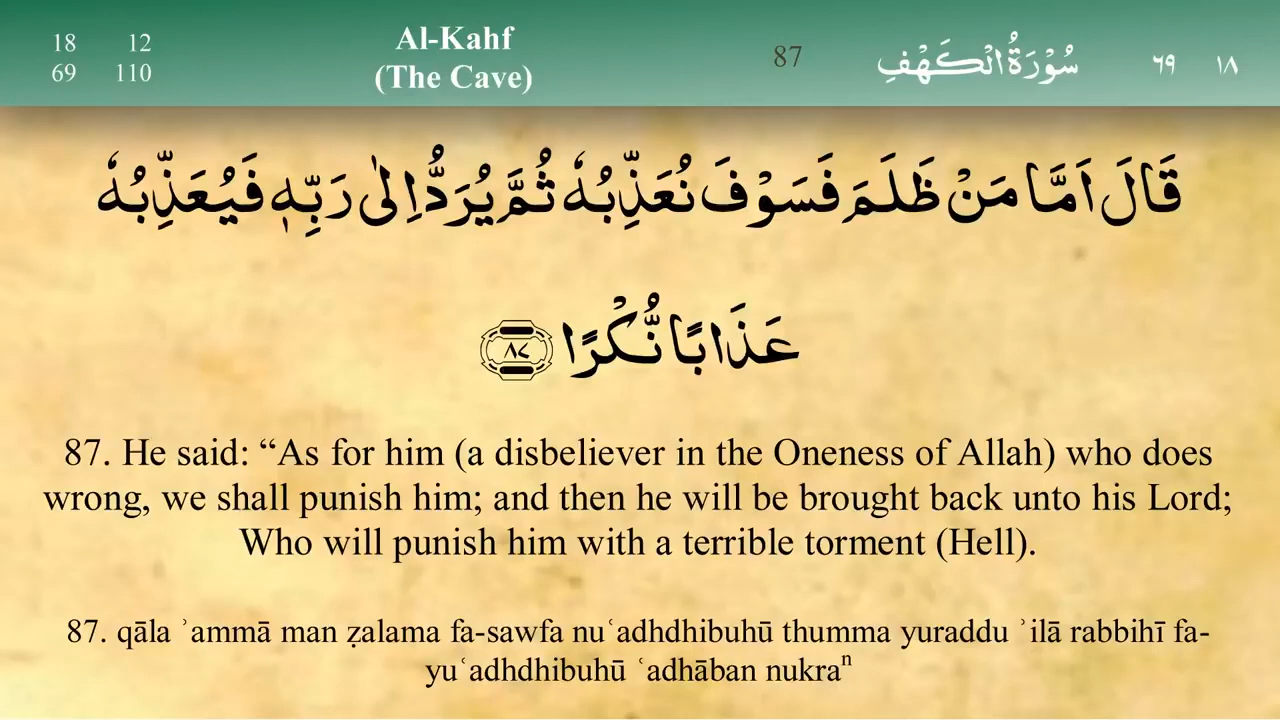 18 12 Al-Kahf 87 سُوْرَةُ الْكَهْفِ ٦٩ ١٨
69 110 (The Cave)
قَالَ اَمَّا مَنْ ظَلَمَ فَسَوْفَ نُعَذِّبُهٗ ثُمَّ يُرَدُّ اِلٰى رَبِّهٖ فَيُعَذِّبُهٗ
عَذَابًا نُّكْرًا ٨٧
87. He said: “As for him (a disbeliever in the Oneness of Allah) who does
wrong, we shall punish him; and then he will be brought back unto his Lord;
Who will punish him with a terrible torment (Hell).
87. qāla ʾammā man ẓalama fa-sawfa nuʿadhdhibuhū thumma yuraddu ʾilā rabbihī fa-
yuʿadhdhibuhū ʿadhāban nukraⁿ